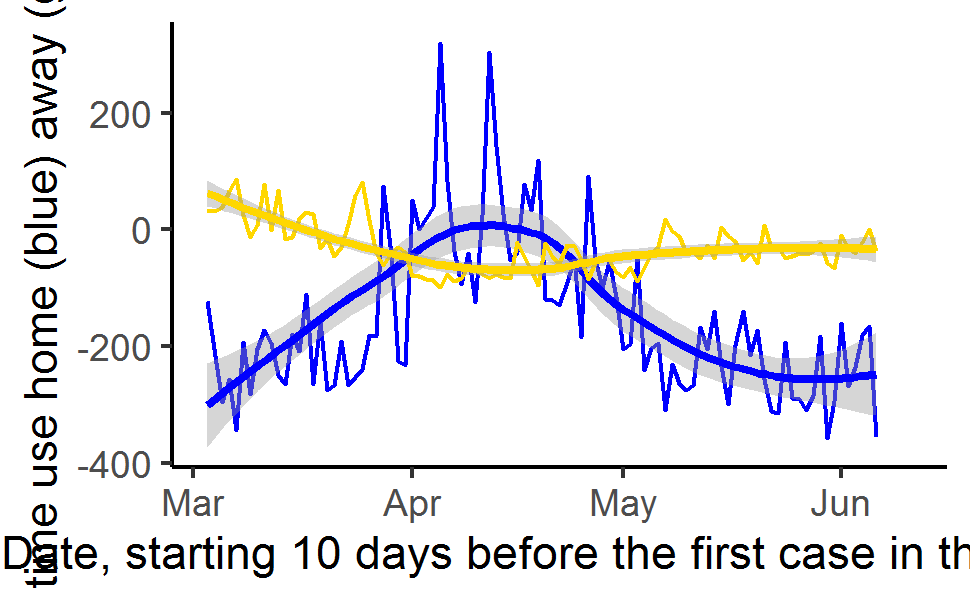 time use home (blue) away (
200
0
-200
-400
Mar Apr May Jun
Date, starting 10 days before the first case in th